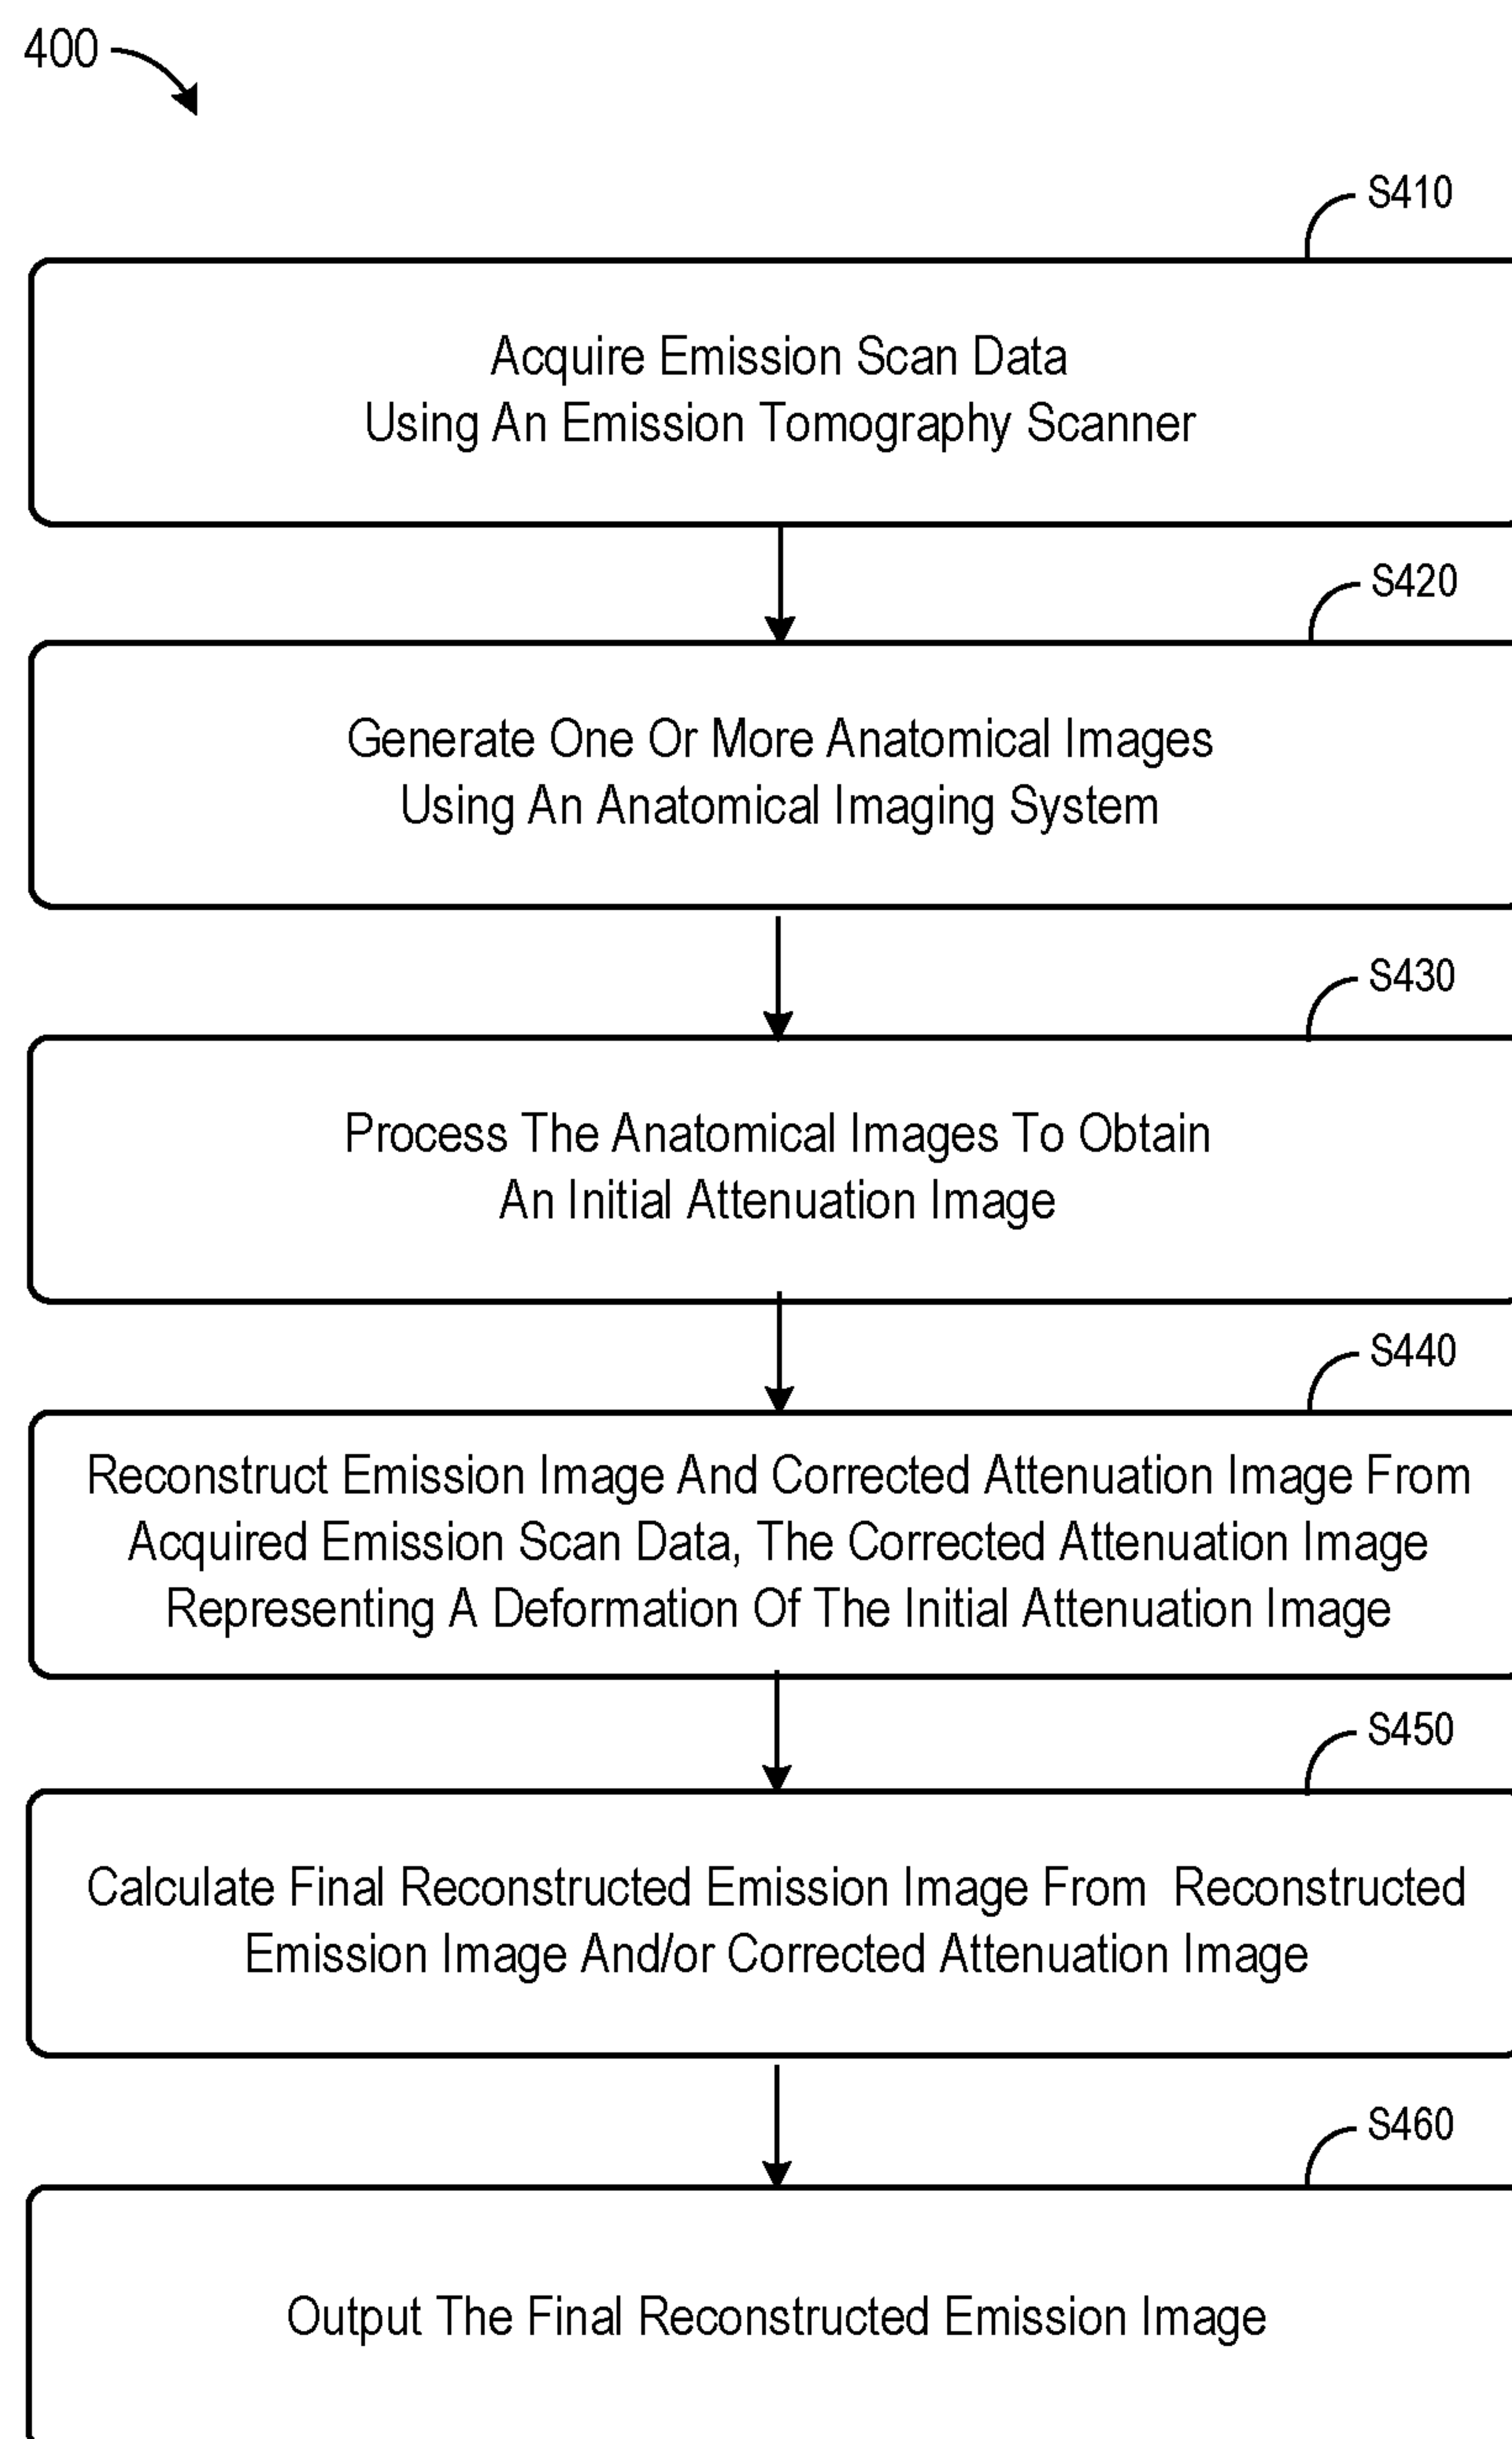 400
S410
Acquire Emission Scan Data
Using An Emission Tomography Scanner
S420
Generate One Or More Anatomical Images
Using An Anatomical Imaging System
S430
Process The Anatomical Images To Obtain
An Initial Attenuation Image
S440
Reconstruct Emission Image And Corrected Attenuation Image From
Acquired Emission Scan Data, The Corrected Attenuation Image
Representing A Deformation Of The Initial Attenuation Image
S450
Calculate Final Reconstructed Emission Image From  Reconstructed
Emission Image And/or Corrected Attenuation Image
S460
Output The Final Reconstructed Emission Image